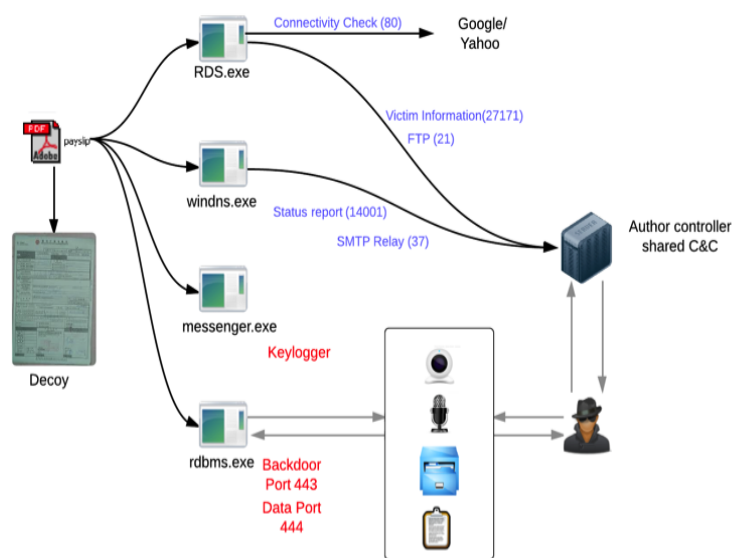 Connectivity Check (80)
Google/
Yahoo
RDS.exe
Victim Information(27171)
FTP (21)
PDF
Adobe
payslip
windns.exe
Status report (14001)
SMTP Relay (37)
Author controller
shared C&C
messenger.exe
Keylogger
Decoy
rdbms.exe
Backdoor
Port 443
Data Port
444